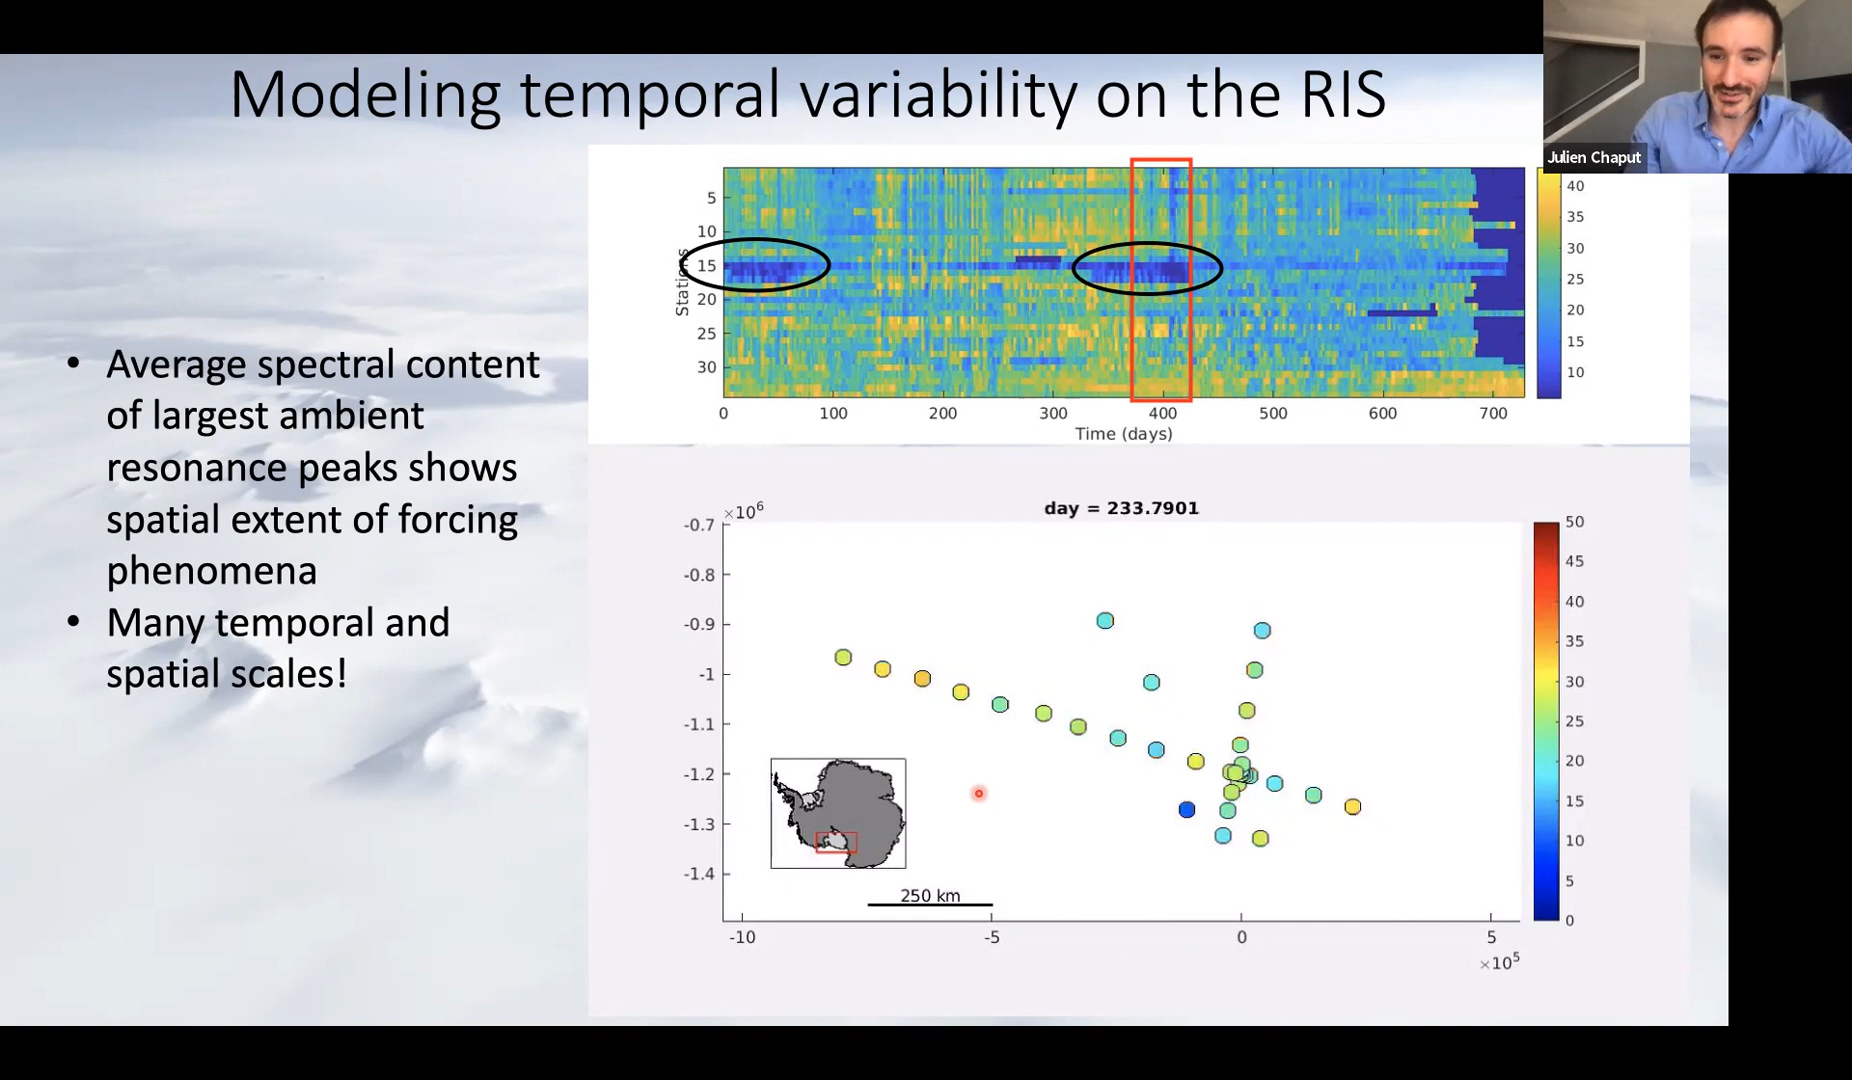 Modeling temporal variability on the RIS
Julien Chaput
• Average spectral content
of largest ambient
resonance peaks shows
spatial extent of forcing
phenomena
• Many temporal and
spatial scales!
Stations
5
10
15
20
25
30
0 100 200 300 400 500 600 700
Time (days)
40
35
30
25
20
15
10
day = 233.7901
×10⁶
-0.7
-0.8
-0.9
-1
-1.1
-1.2
-1.3
-1.4
250 km
-10 -5 0 5
×10⁵
50
45
40
35
30
25
20
15
10
5
0